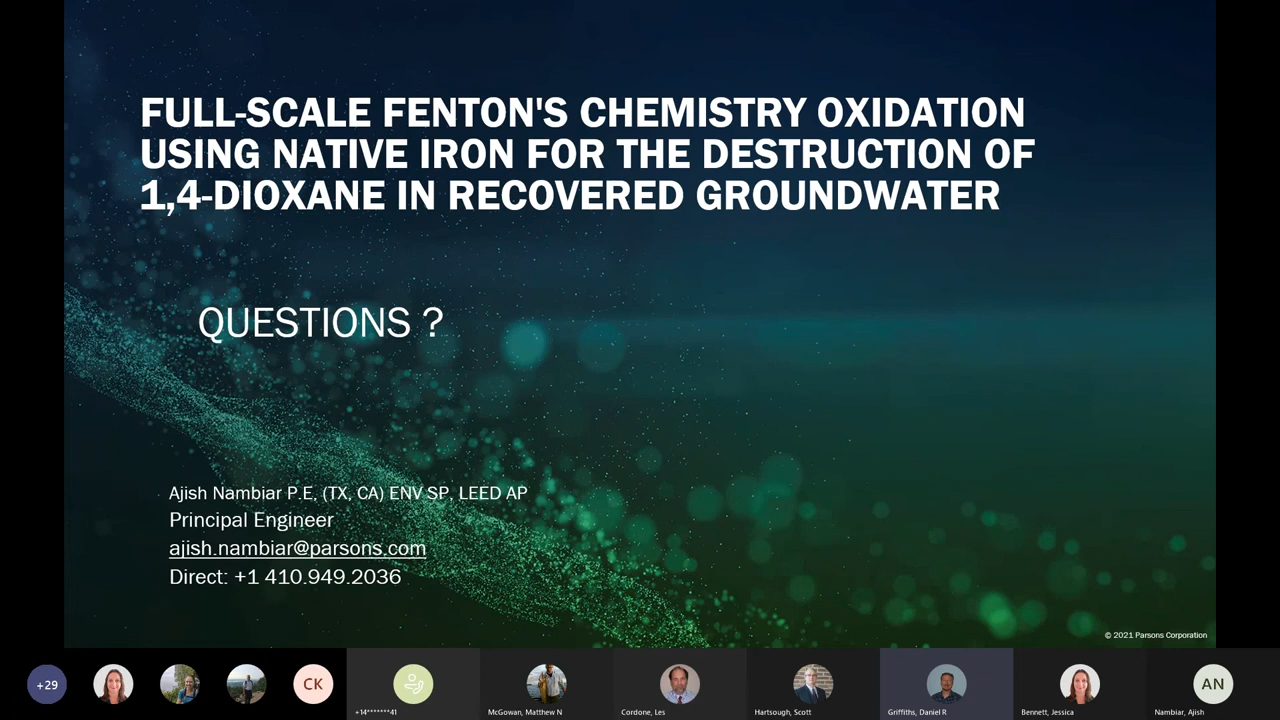 FULL-SCALE FENTON'S CHEMISTRY OXIDATION
USING NATIVE IRON FOR THE DESTRUCTION OF
1,4-DIOXANE IN RECOVERED GROUNDWATER
QUESTIONS ?
Ajish Nambiar P.E, (TX, CA) ENV SP, LEED AP
Principal Engineer
ajish.nambiar@parsons.com
Direct: +1 410.949.2036
© 2021 Parsons Corporation
+29
CK
AN
+14*******41
McGowan, Matthew N
Cordone, Les
Hartsough, Scott
Griffiths, Daniel R
Bennett, Jessica
Nambiar, Ajish